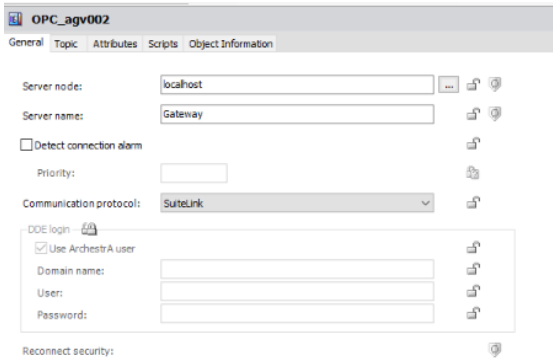 OPC_agv002
General Topic Attributes Scripts Object Information
Server node: localhost ...
Server name: Gateway
Detect connection alarm
Priority:
Communication protocol: SuiteLink
DDE login
Use ArchestrA user
Domain name:
User:
Password:
Reconnect security: